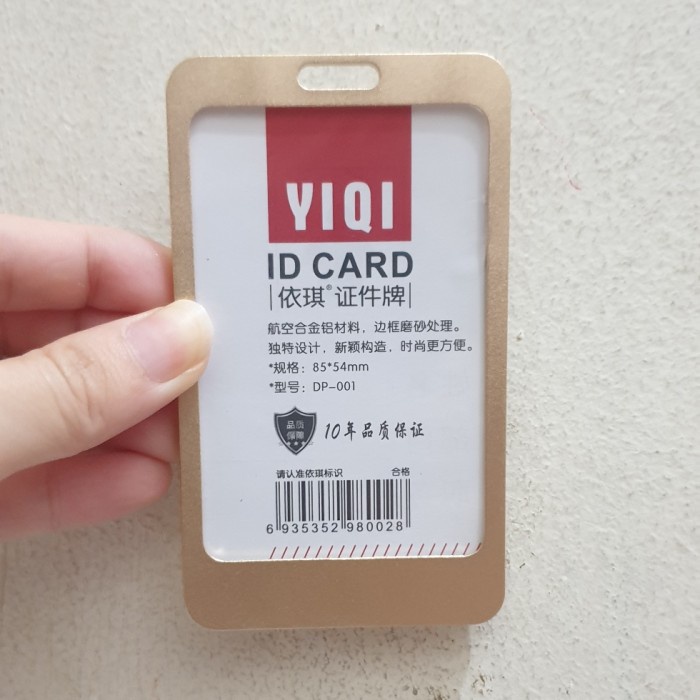 YIQI
ID CARD
依琪®证件牌
航空合金铝材料，边框磨砂处理。
独特设计，新颖构造，时尚更方便。
*规格：85*54mm
*型号：DP-001
品质
保障
10年品质保证
请认准依琪标识 合格
6 935352 980028